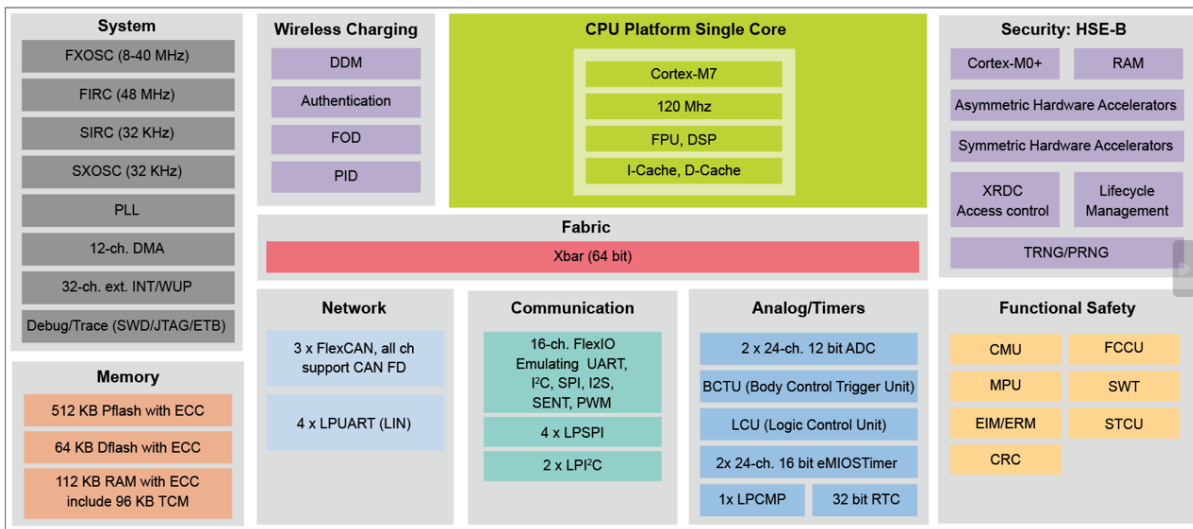 System
FXOSC (8-40 MHz)
FIRC (48 MHz)
SIRC (32 KHz)
SXOSC (32 KHz)
PLL
12-ch. DMA
32-ch. ext. INT/WUP
Debug/Trace (SWD/JTAG/ETB)
Memory
512 KB Pflash with ECC
64 KB Dflash with ECC
112 KB RAM with ECC
include 96 KB TCM
Wireless Charging
DDM
Authentication
FOD
PID
CPU Platform Single Core
Cortex-M7
120 Mhz
FPU, DSP
I-Cache, D-Cache
Fabric
Xbar (64 bit)
Network
3 x FlexCAN, all ch
support CAN FD
4 x LPUART (LIN)
Communication
16-ch. FlexIO
Emulating UART,
I²C, SPI, I2S,
SENT, PWM
4 x LPSPI
2 x LPI²C
Analog/Timers
2 x 24-ch. 12 bit ADC
BCTU (Body Control Trigger Unit)
LCU (Logic Control Unit)
2x 24-ch. 16 bit eMIOSTimer
1x LPCMP
32 bit RTC
Security: HSE-B
Cortex-M0+
RAM
Asymmetric Hardware Accelerators
Symmetric Hardware Accelerators
XRDC
Access control
Lifecycle
Management
TRNG/PRNG
Functional Safety
CMU
FCCU
MPU
SWT
EIM/ERM
STCU
CRC